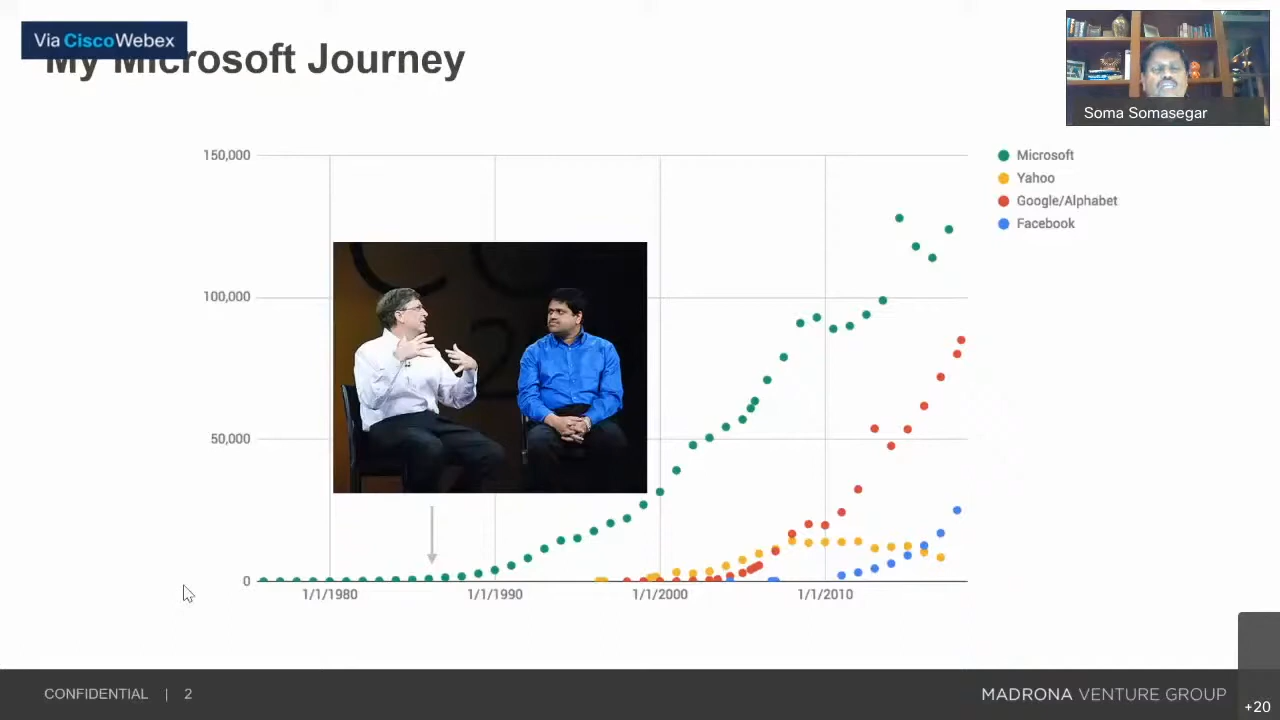 Via CiscoWebex
My Microsoft Journey
Soma Somasegar
150,000
100,000
50,000
0
1/1/1980
1/1/1990
1/1/2000
1/1/2010
Microsoft
Yahoo
Google/Alphabet
Facebook
CONFIDENTIAL | 2
MADRONA VENTURE GROUP
+20